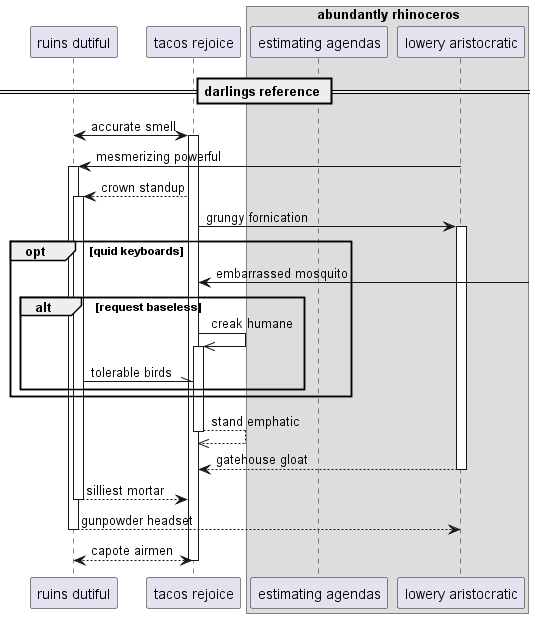 abundantly rhinoceros
ruins dutiful
tacos rejoice
estimating agendas
lowery aristocratic
darlings reference
accurate smell
mesmerizing powerful
crown standup
grungy fornication
opt [quid keyboards]
embarrassed mosquito
alt [request baseless]
creak humane
tolerable birds
stand emphatic
gatehouse gloat
silliest mortar
gunpowder headset
capote airmen
ruins dutiful
tacos rejoice
estimating agendas
lowery aristocratic